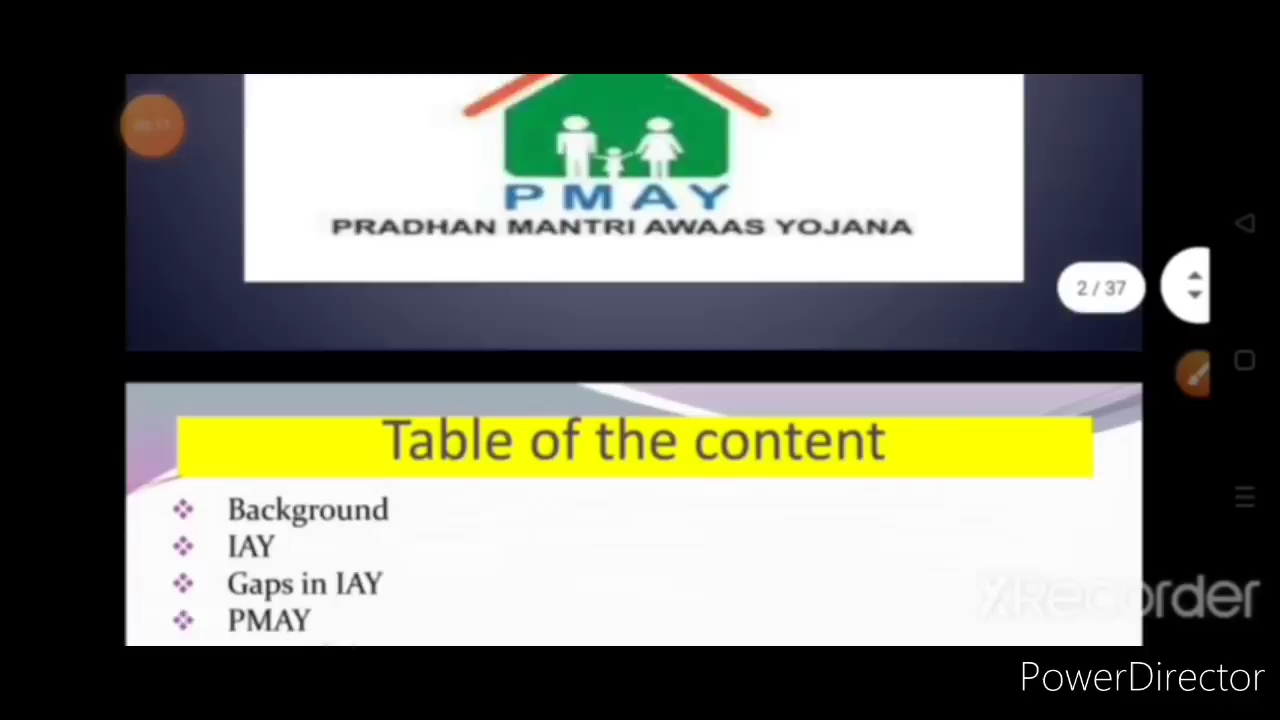 PMAY
PRADHAN MANTRI AWAAS YOJANA
2 / 37
Table of the content
Background
IAY
Gaps in IAY
PMAY
XRecorder
PowerDirector